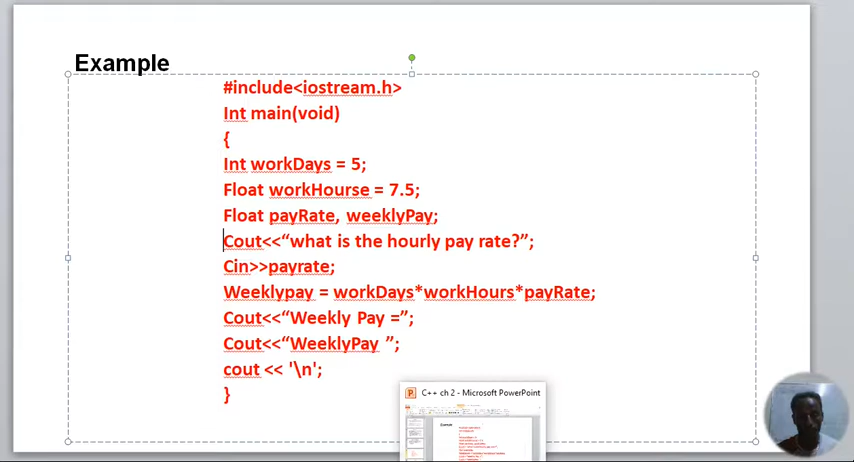 Example
#include<iostream.h>
Int main(void)
{
Int workDays = 5;
Float workHourse = 7.5;
Float payRate, weeklyPay;
Cout<<“what is the hourly pay rate?”;
Cin>>payrate;
Weeklypay = workDays*workHours*payRate;
Cout<<“Weekly Pay =”;
Cout<<“WeeklyPay ”;
cout << '\n';
}
C++ ch 2 - Microsoft PowerPoint